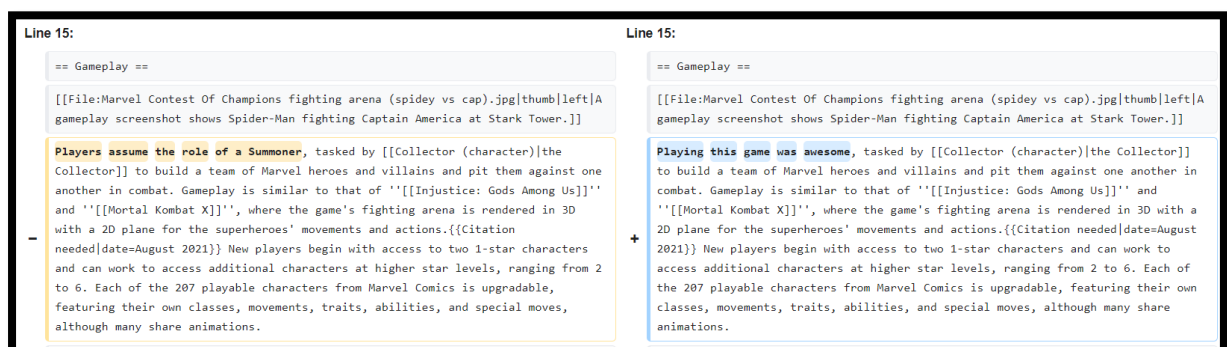 Line 15:
== Gameplay ==
[[File:Marvel Contest Of Champions fighting arena (spidey vs cap).jpg|thumb|left|A
gameplay screenshot shows Spider-Man fighting Captain America at Stark Tower.]]
Players assume the role of a Summoner, tasked by [[Collector (character)|the
Collector]] to build a team of Marvel heroes and villains and pit them against one
another in combat. Gameplay is similar to that of ''[[Injustice: Gods Among Us]]''
and ''[[Mortal Kombat X]]'', where the game's fighting arena is rendered in 3D
with a 2D plane for the superheroes' movements and actions.{{Citation
− needed|date=August 2021}} New players begin with access to two 1-star characters
and can work to access additional characters at higher star levels, ranging from 2
to 6. Each of the 207 playable characters from Marvel Comics is upgradable,
featuring their own classes, movements, traits, abilities, and special moves,
although many share animations.
Line 15:
== Gameplay ==
[[File:Marvel Contest Of Champions fighting arena (spidey vs cap).jpg|thumb|left|A
gameplay screenshot shows Spider-Man fighting Captain America at Stark Tower.]]
Playing this game was awesome, tasked by [[Collector (character)|the Collector]]
to build a team of Marvel heroes and villains and pit them against one another in
combat. Gameplay is similar to that of ''[[Injustice: Gods Among Us]]'' and
''[[Mortal Kombat X]]'', where the game's fighting arena is rendered in 3D with a
2D plane for the superheroes' movements and actions.{{Citation needed|date=August
+ 2021}} New players begin with access to two 1-star characters and can work to
access additional characters at higher star levels, ranging from 2 to 6. Each of
the 207 playable characters from Marvel Comics is upgradable, featuring their own
classes, movements, traits, abilities, and special moves, although many share
animations.